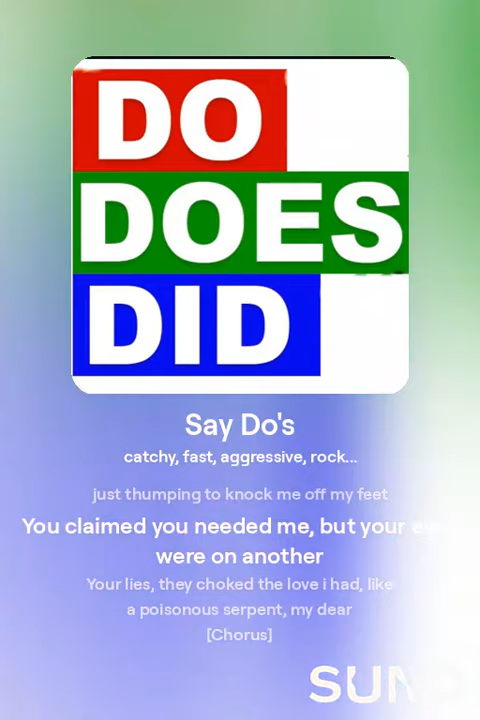 DO
DOES
DID
Say Do's
catchy, fast, aggressive, rock...
just thumping to knock me off my feet
You claimed you needed me, but your eyes
were on another
Your lies, they choked the love i had, like
a poisonous serpent, my dear
[Chorus]
SUNO